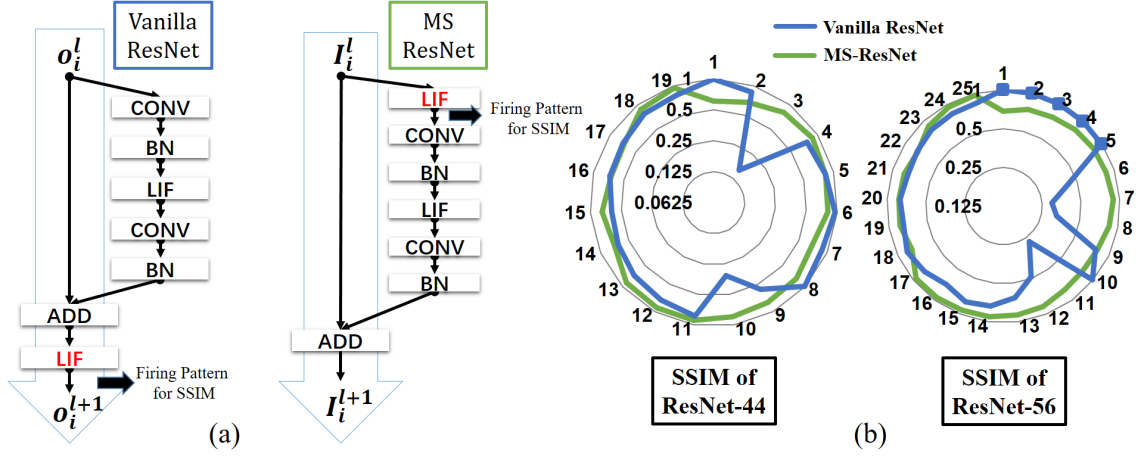 Vanilla
ResNet
o_i^l
CONV
BN
LIF
CONV
BN
ADD
LIF
Firing Pattern
for SSIM
o_i^{l+1}
(a)
MS
ResNet
I_i^l
LIF
Firing Pattern
for SSIM
CONV
BN
LIF
CONV
BN
ADD
I_i^{l+1}
Vanilla ResNet
MS-ResNet
1
2
3
4
5
6
7
8
9
10
11
12
13
14
15
16
17
18
19
1
0.5
0.25
0.125
0.0625
SSIM of
ResNet-44
1
2
3
4
5
6
7
8
9
10
11
12
13
14
15
16
17
18
19
20
21
22
23
24
25
1
0.5
0.25
0.125
SSIM of
ResNet-56
(b)